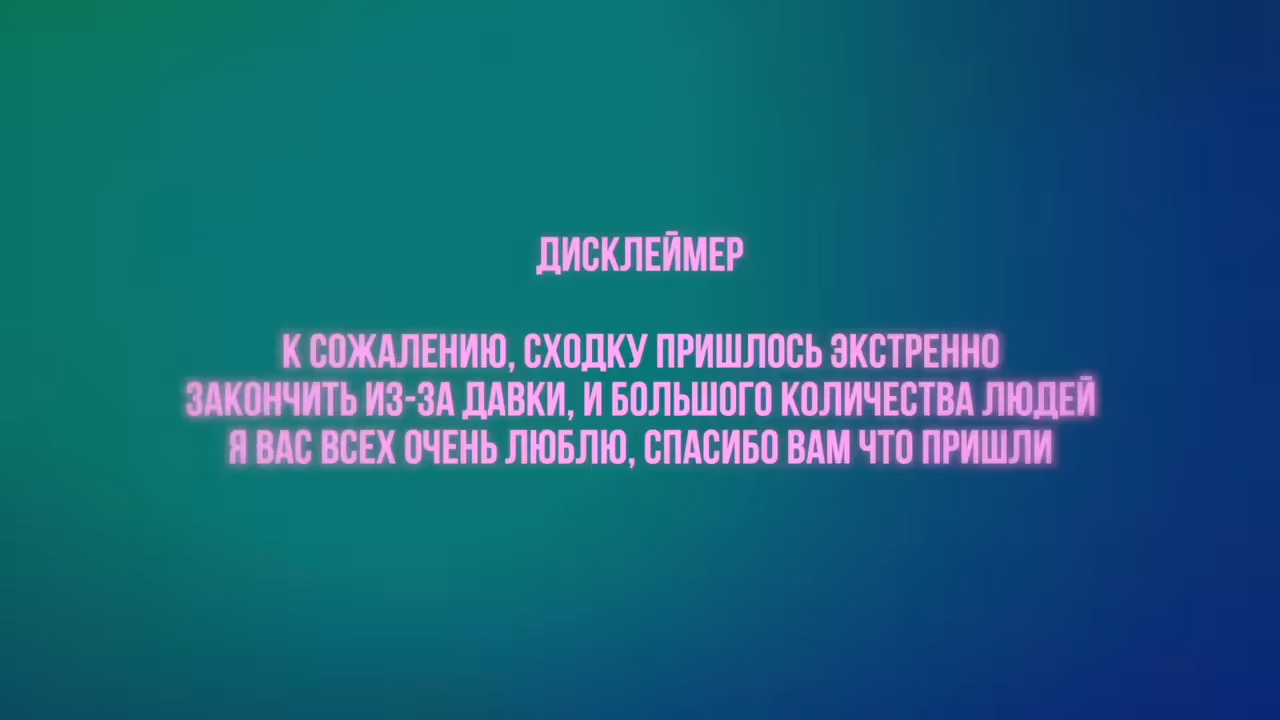 ДИСКЛЕЙМЕР
К СОЖАЛЕНИЮ, СХОДКУ ПРИШЛОСЬ ЭКСТРЕННО
ЗАКОНЧИТЬ ИЗ-ЗА ДАВКИ, И БОЛЬШОГО КОЛИЧЕСТВА ЛЮДЕЙ
Я ВАС ВСЕХ ОЧЕНЬ ЛЮБЛЮ, СПАСИБО ВАМ ЧТО ПРИШЛИ